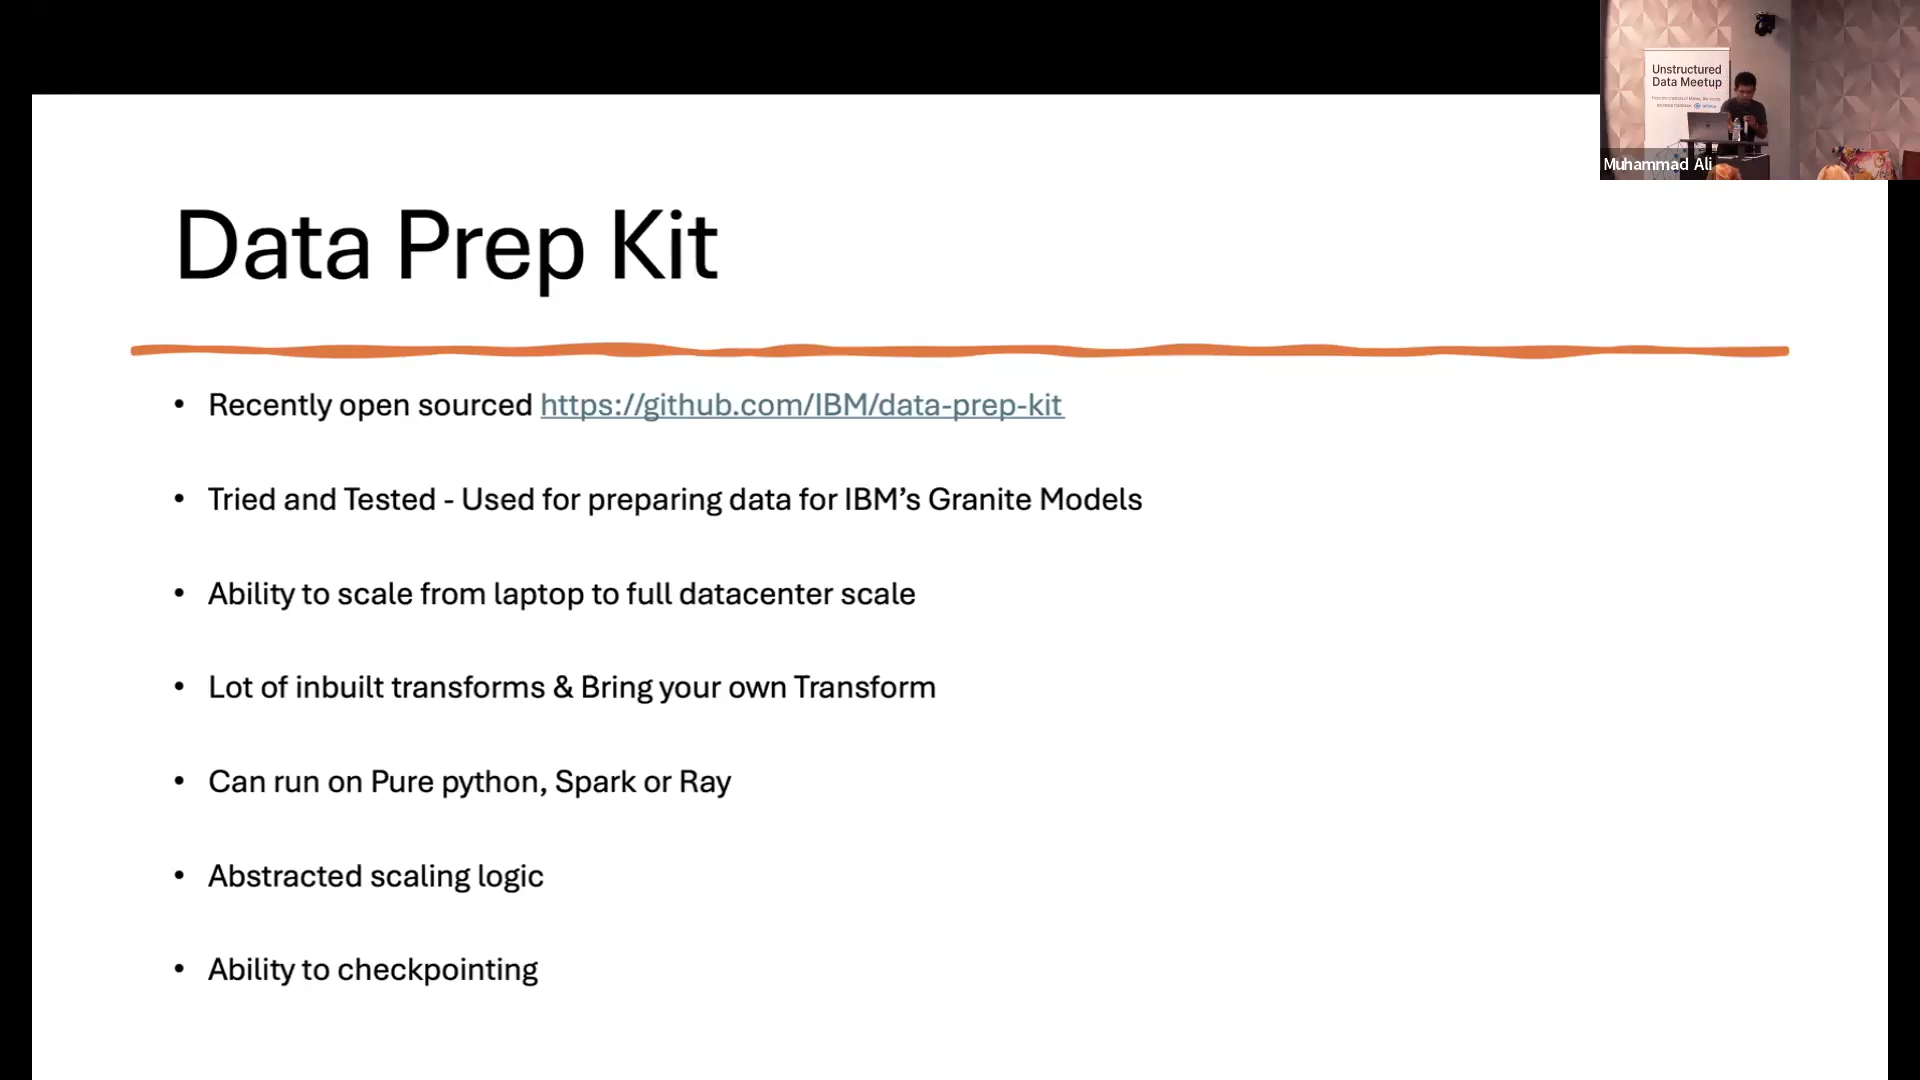 Unstructured
Data Meetup
Muhammad Ali
Data Prep Kit
• Recently open sourced https://github.com/IBM/data-prep-kit
• Tried and Tested - Used for preparing data for IBM’s Granite Models
• Ability to scale from laptop to full datacenter scale
• Lot of inbuilt transforms & Bring your own Transform
• Can run on Pure python, Spark or Ray
• Abstracted scaling logic
• Ability to checkpointing